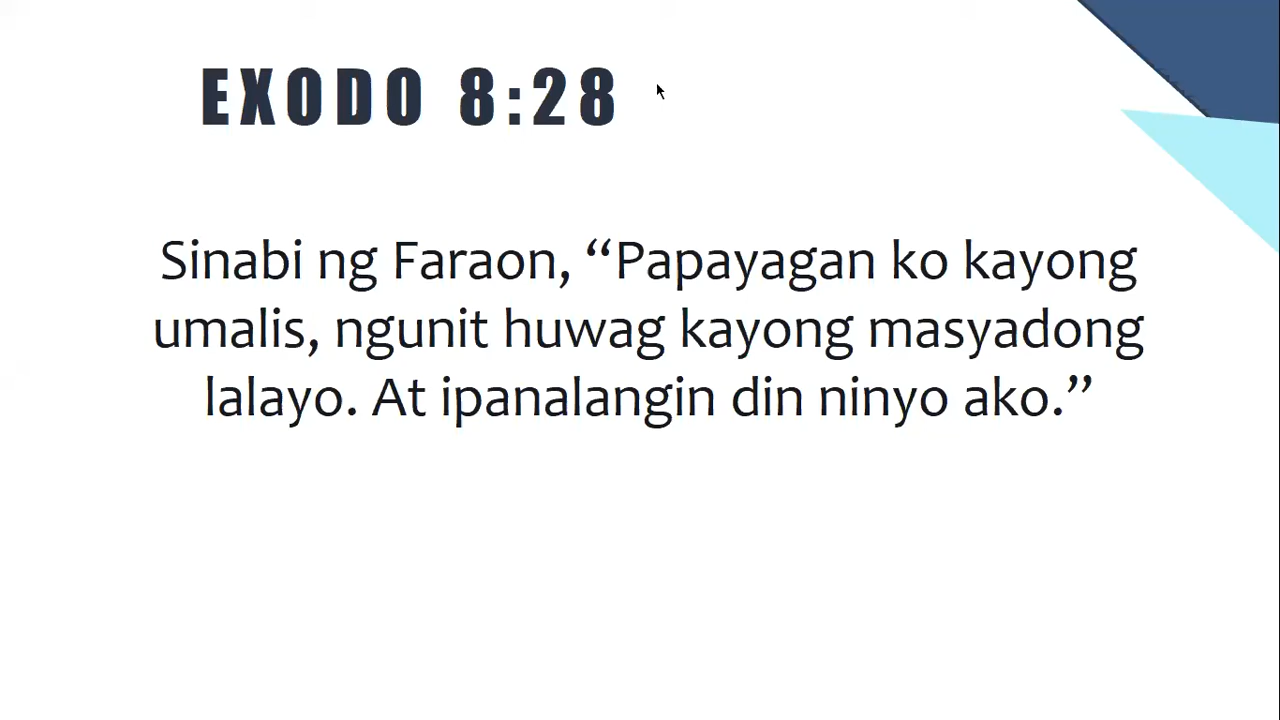 EXODO 8:28
Sinabi ng Faraon, “Papayagan ko kayong
umalis, ngunit huwag kayong masyadong
lalayo. At ipanalangin din ninyo ako.”